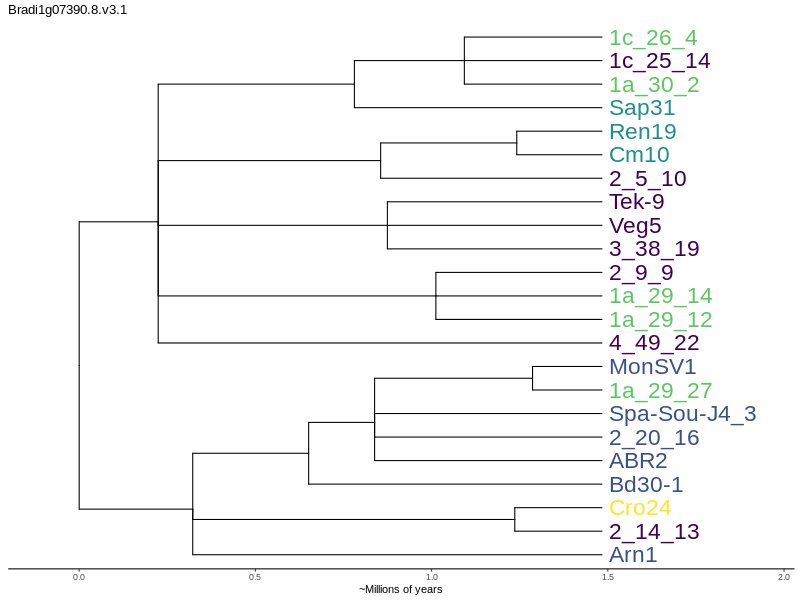 Bradi1g07390.8.v3.1
1c_26_4
1c_25_14
1a_30_2
Sap31
Ren19
Cm10
2_5_10
Tek-9
Veg5
3_38_19
2_9_9
1a_29_14
1a_29_12
4_49_22
MonSV1
1a_29_27
Spa-Sou-J4_3
2_20_16
ABR2
Bd30-1
Cro24
2_14_13
Arn1
0.0 0.5 1.0 1.5 2.0
~Millions of years